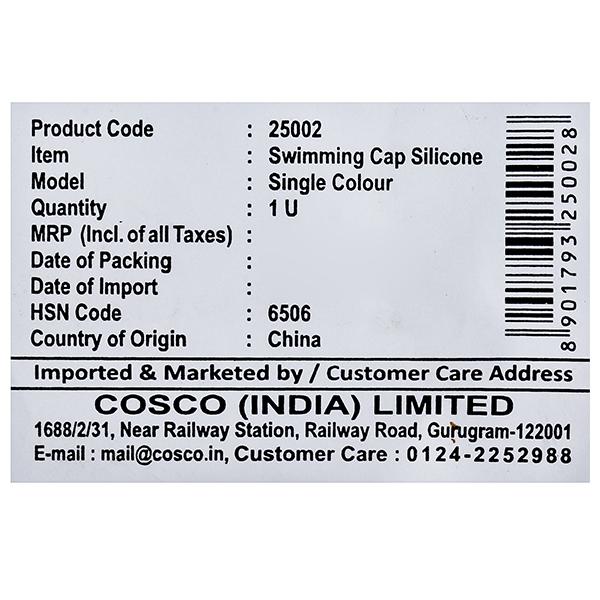 Product Code : 25002
Item : Swimming Cap Silicone
Model : Single Colour
Quantity : 1 U
MRP (Incl. of all Taxes) :
Date of Packing :
Date of Import :
HSN Code : 6506
Country of Origin : China
8 901793 250028
Imported & Marketed by / Customer Care Address
COSCO (INDIA) LIMITED
1688/2/31, Near Railway Station, Railway Road, Gurugram-122001
E-mail : mail@cosco.in, Customer Care : 0124-2252988